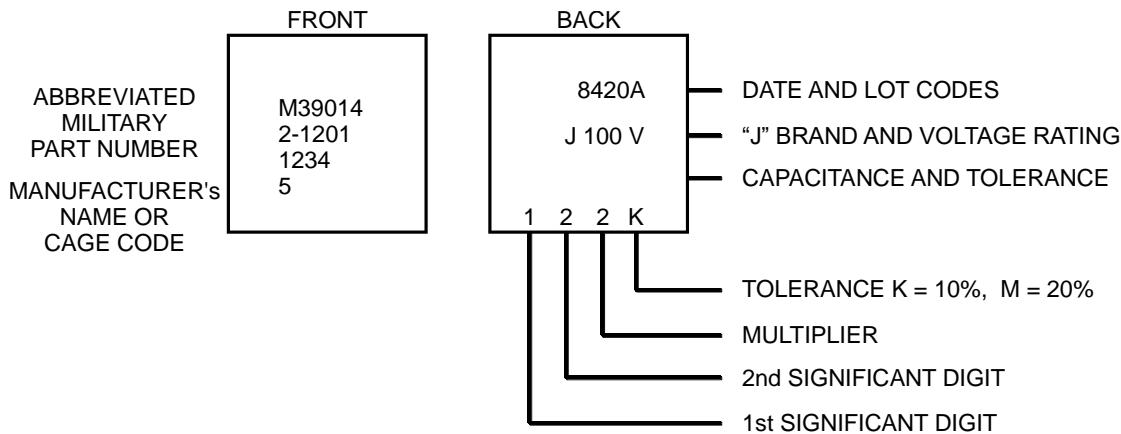 FRONT
BACK
ABBREVIATED
MILITARY
PART NUMBER
MANUFACTURER's
NAME OR
CAGE CODE
M39014
2-1201
1234
5
8420A
J 100 V
1 2 2 K
DATE AND LOT CODES
“J” BRAND AND VOLTAGE RATING
CAPACITANCE AND TOLERANCE
TOLERANCE K = 10%, M = 20%
MULTIPLIER
2nd SIGNIFICANT DIGIT
1st SIGNIFICANT DIGIT